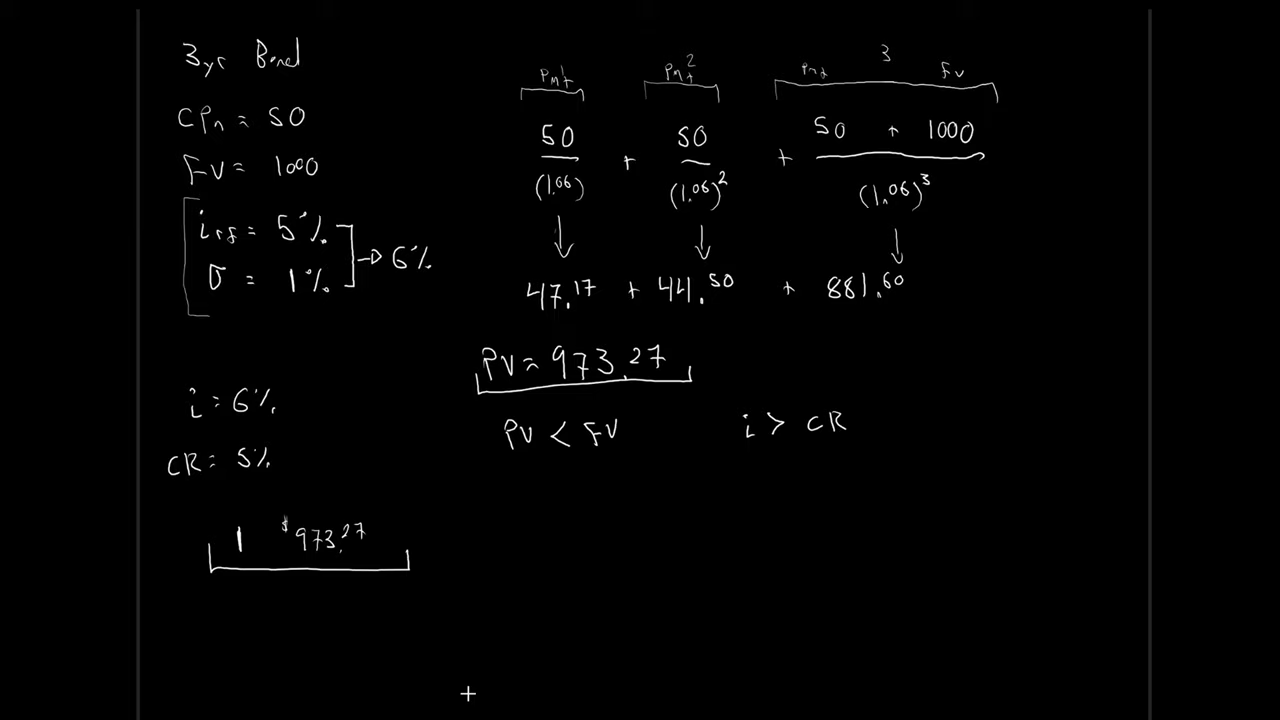 3yr Bond
CPn = 50
FV = 1000
irf = 5%
σ = 1% → 6%
i = 6%
CR = 5%
1 $973.27
Pmt 1 Pmt 2 Pmt 3 FV
50 + 50 + 50 + 1000
(1.06) (1.06)² (1.06)³
47.17 + 44.50 + 881.60
PV = 973.27
PV < FV i > CR